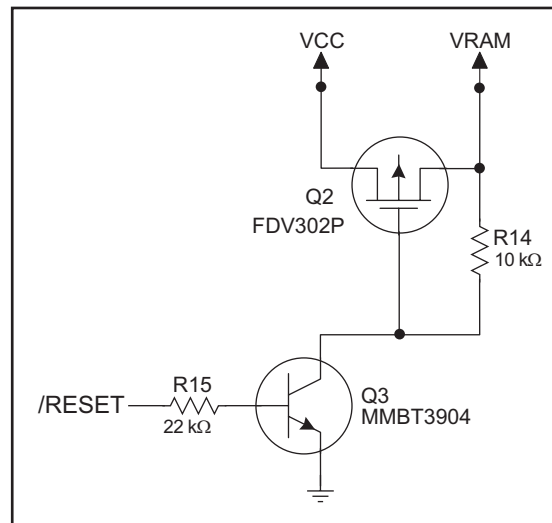 VCC
VRAM
Q2
FDV302P
R14
10 kΩ
R15
/RESET
22 kΩ
Q3
MMBT3904